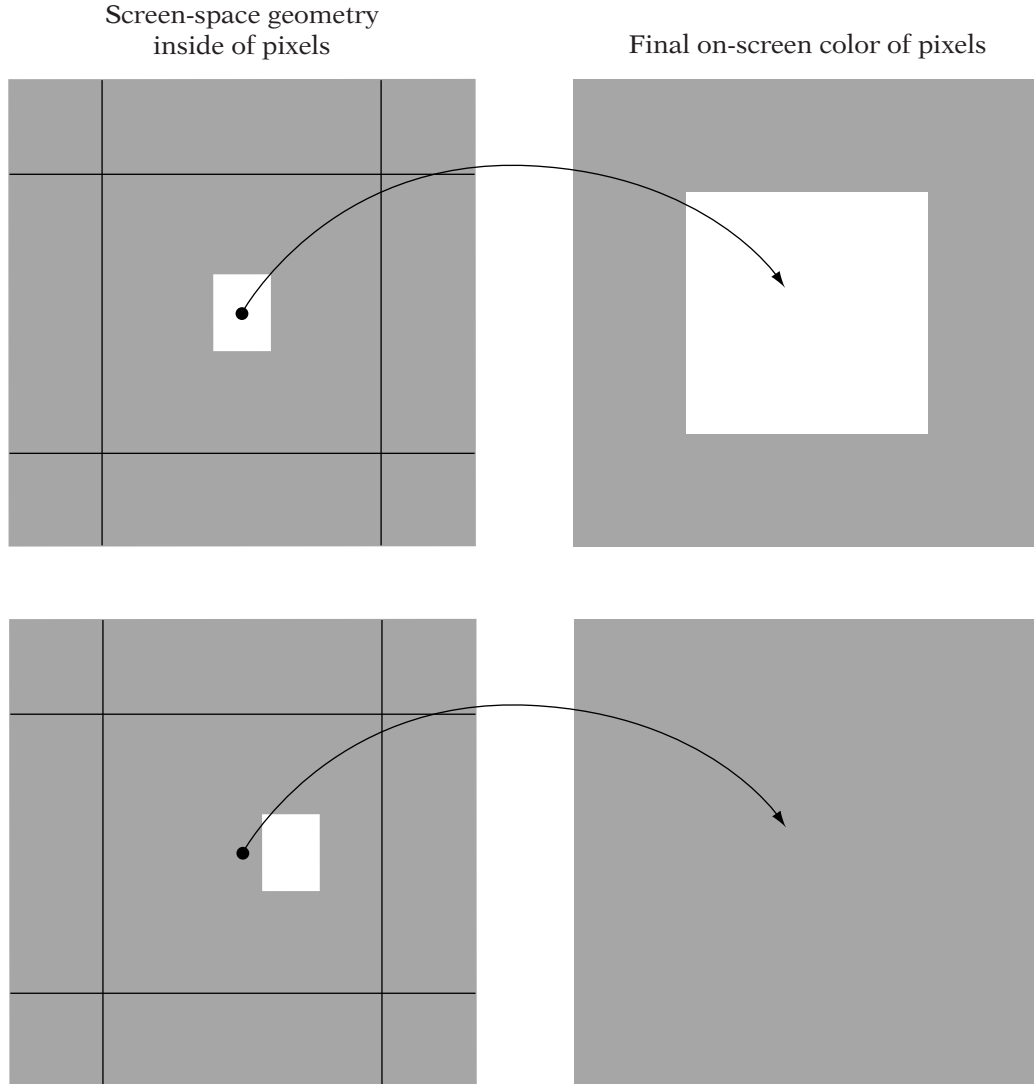 Screen-space geometry
inside of pixels
Final on-screen color of pixels